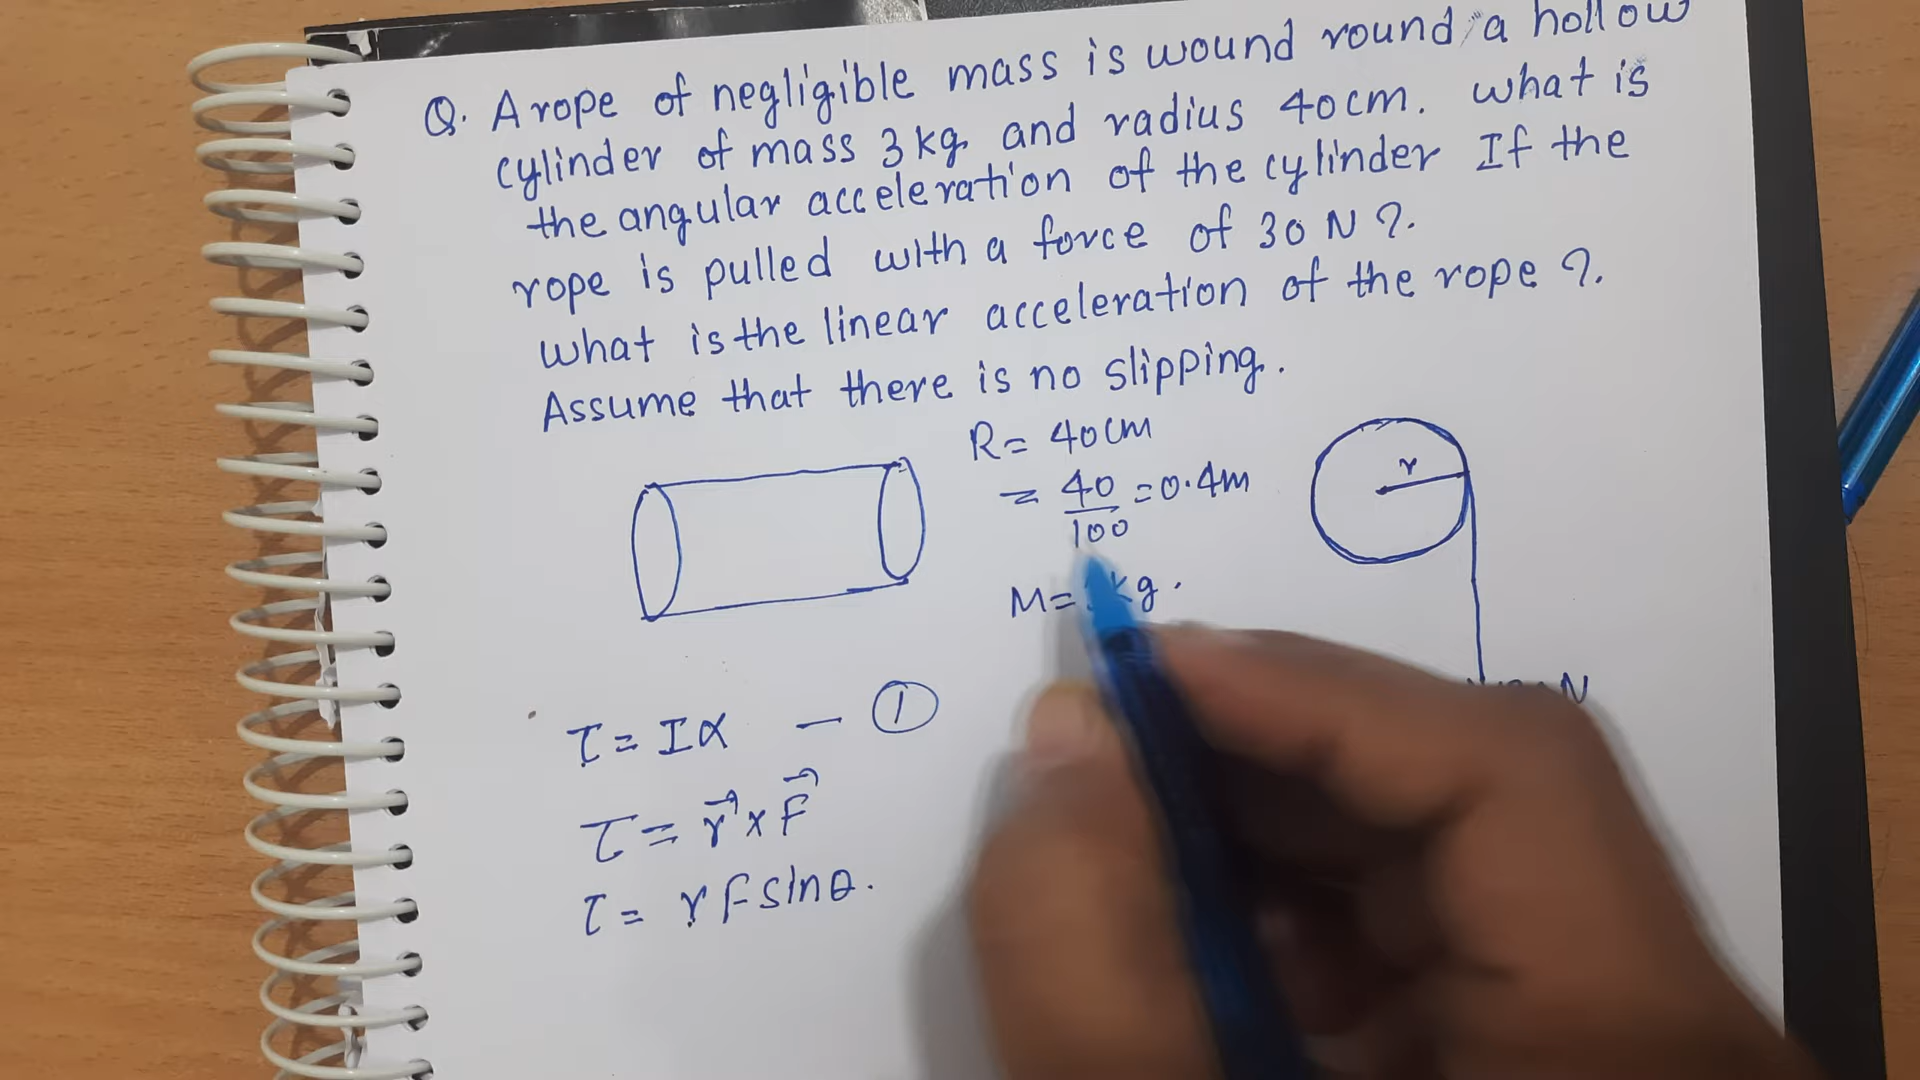 Q. A rope of negligible mass is wound round a hollow
cylinder of mass 3 kg and radius 40 cm. what is
the angular acceleration of the cylinder If the
rope is pulled with a force of 30 N ?.
what is the linear acceleration of the rope ?.
Assume that there is no slipping.
R = 40 cm
= 40/100 = 0.4m
M = kg.
r
N
τ = Iα — ①
τ = r⃗ × F⃗
τ = r F sinθ.